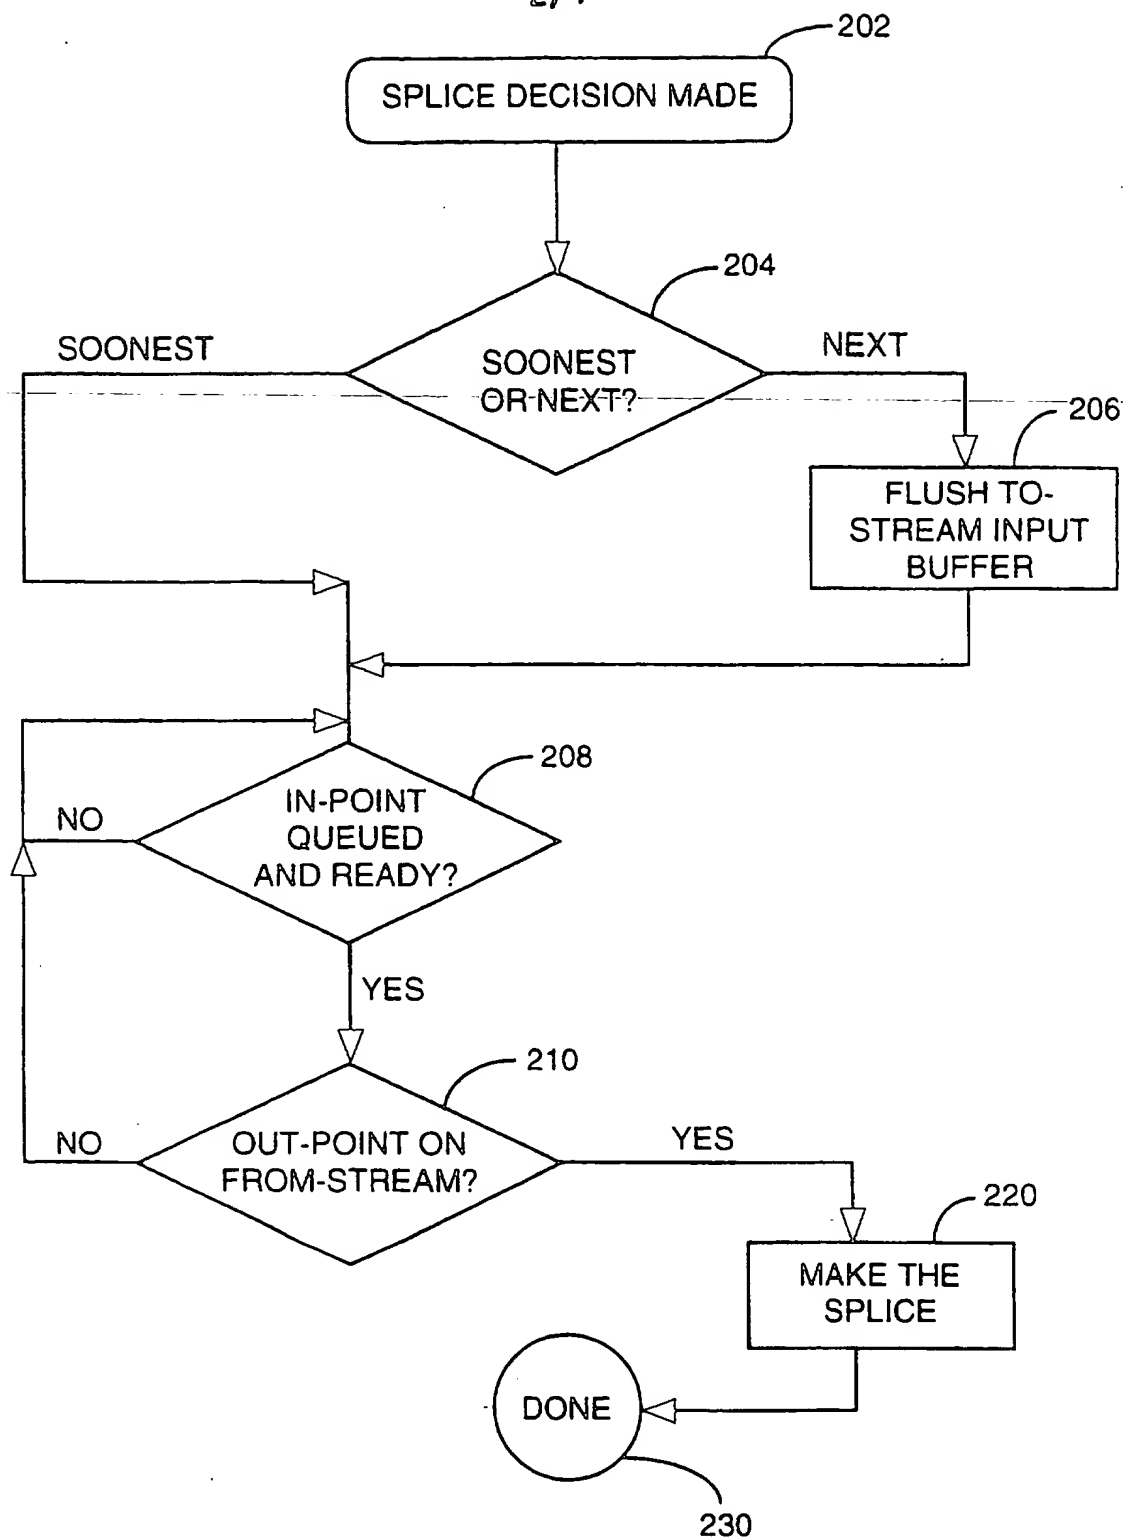 202
SPLICE DECISION MADE
204
SOONEST
NEXT
SOONEST
OR NEXT?
206
FLUSH TO-
STREAM INPUT
BUFFER
208
IN-POINT
QUEUED
AND READY?
NO
YES
210
OUT-POINT ON
FROM-STREAM?
NO
YES
220
MAKE THE
SPLICE
DONE
230